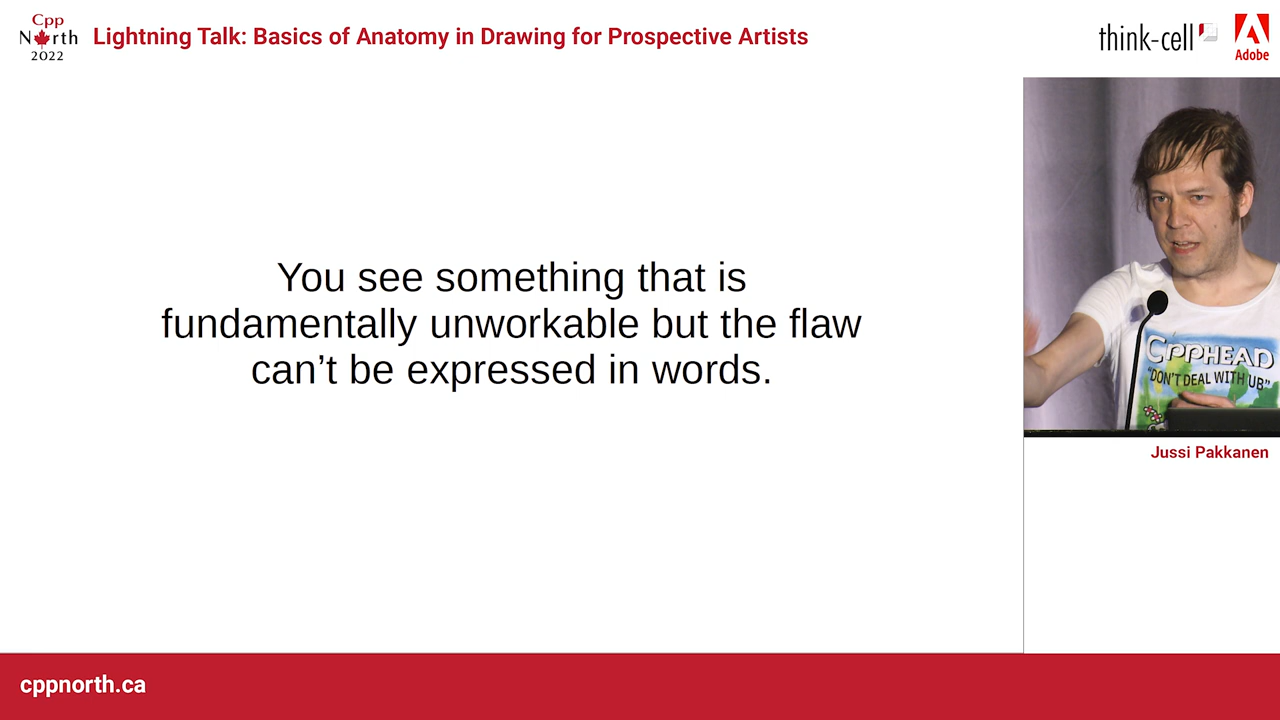 Cpp
North
2022
Lightning Talk: Basics of Anatomy in Drawing for Prospective Artists
think-cell
Adobe
You see something that is
fundamentally unworkable but the flaw
can’t be expressed in words.
CPPHEAD
"DON'T DEAL WITH UB"
Jussi Pakkanen
cppnorth.ca